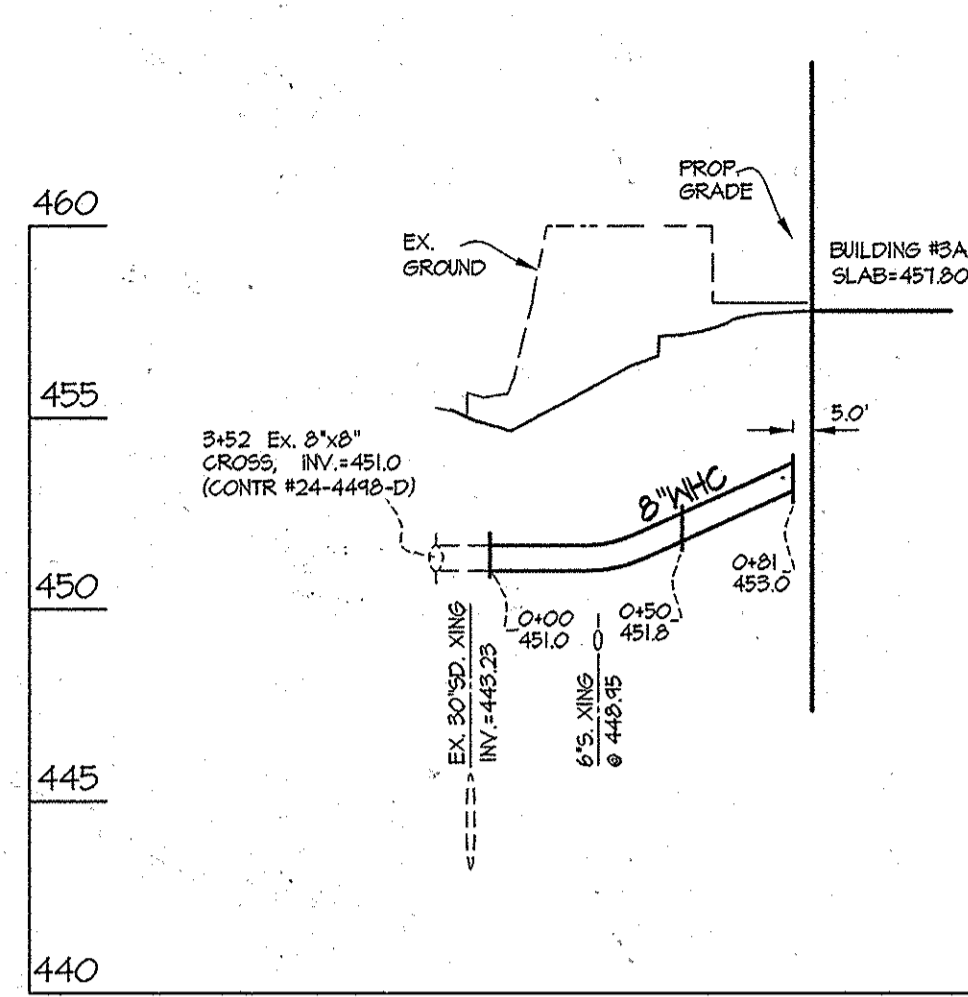 PROP.
GRADE
460
EX.
GROUND
BUILDING #3A
SLAB=457.80
455
5.0'
3+52 Ex. 8"x8"
CROSS, INV.=451.0
(CONTR #24-4498-D)
8"WHC
0+81
453.0
450
0+00
451.0
0+50
451.8
EX. 30"SD. XING
INV.=443.23
6"S. XING
@ 448.95
445
440